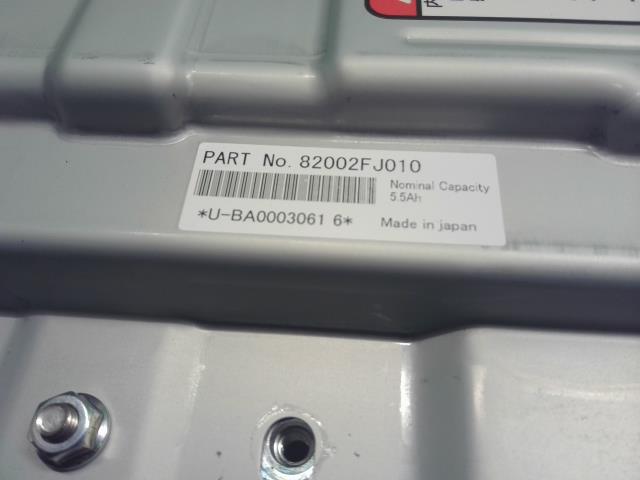 PART No. 82002FJ010
Nominal Capacity
5.5Ah
*U-BA0003061 6*
Made in japan